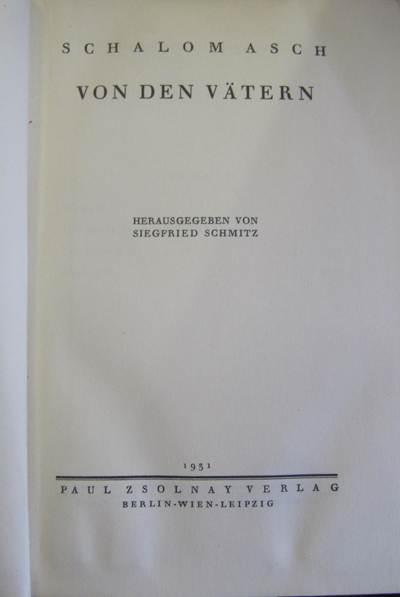 SCHALOM ASCH
VON DEN VÄTERN
HERAUSGEGEBEN VON
SIEGFRIED SCHMITZ
1931
PAUL ZSOLNAY VERLAG
BERLIN-WIEN-LEIPZIG